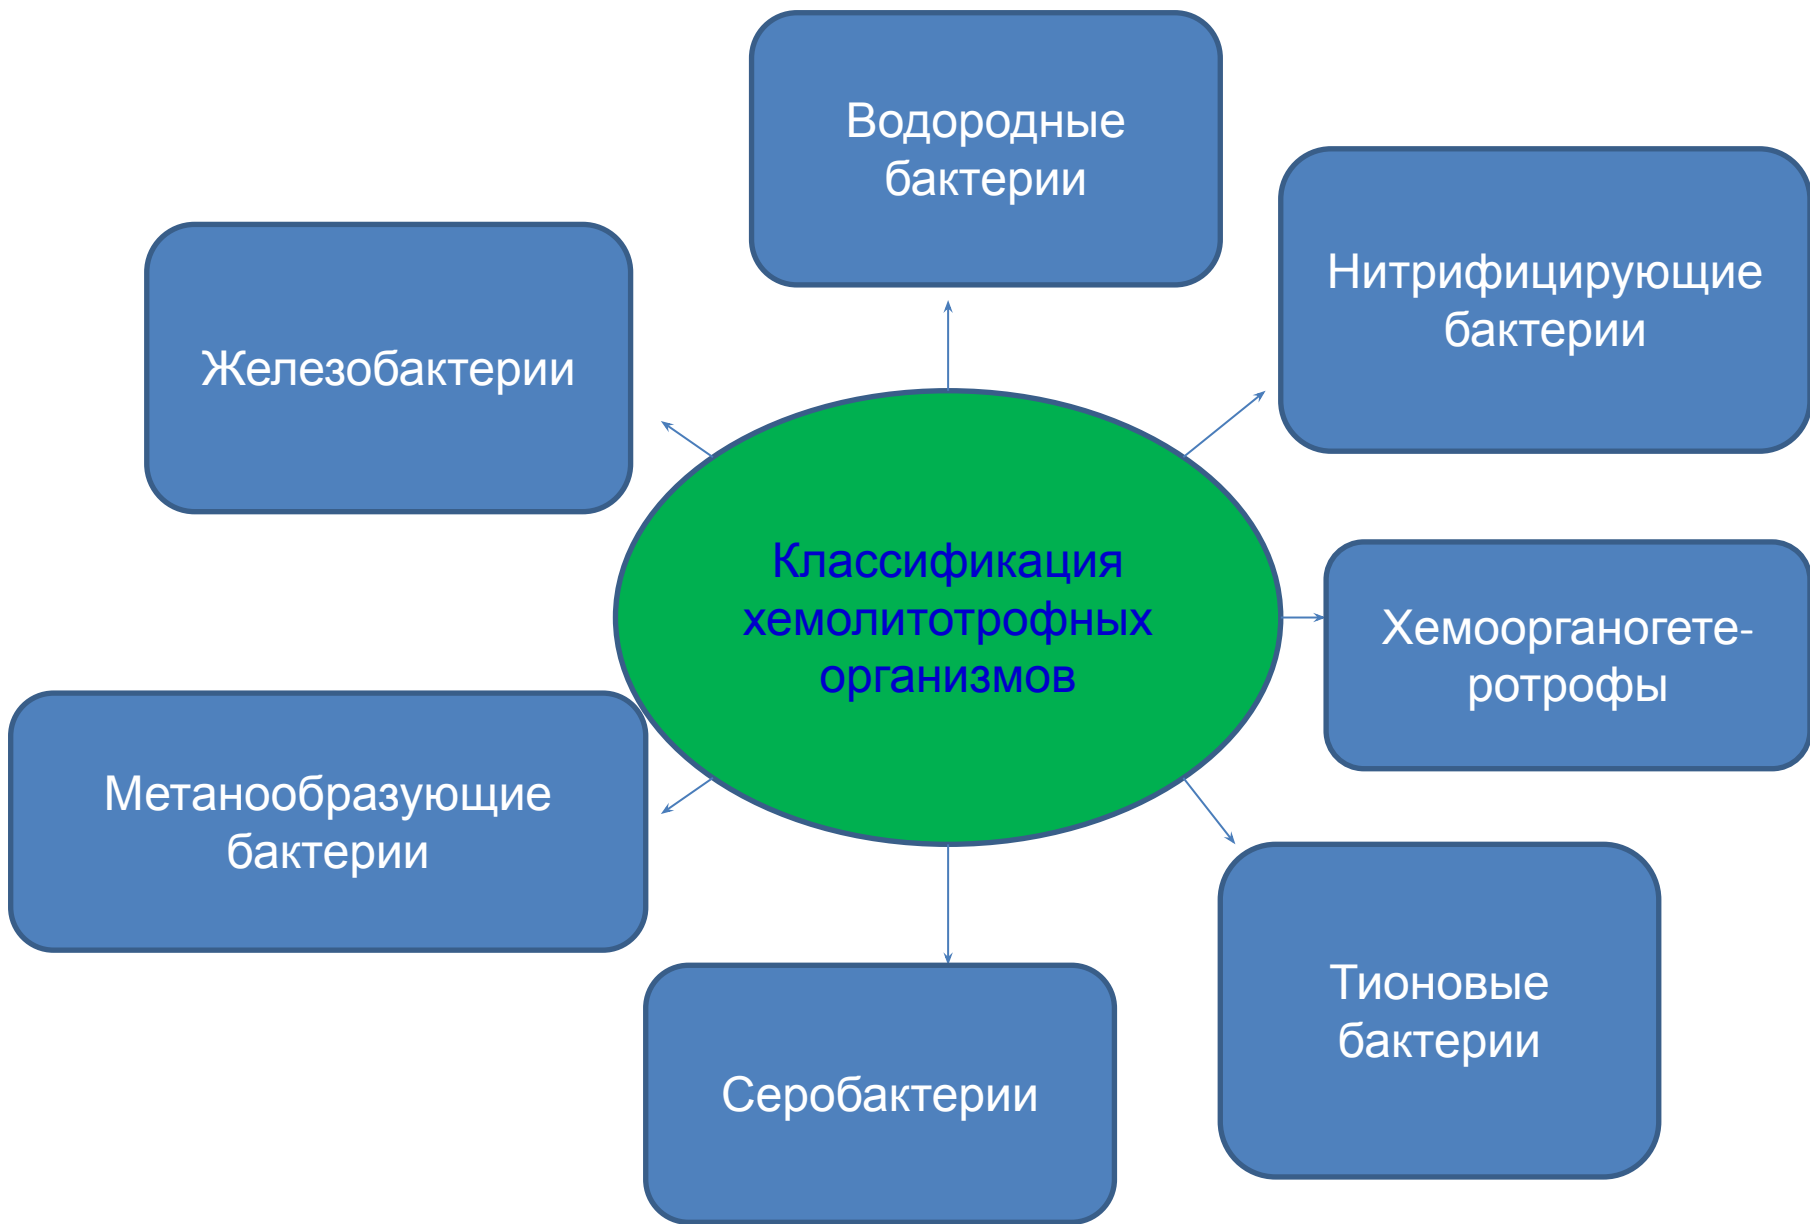 Водородные
бактерии
Нитрифицирующие
бактерии
Железобактерии
Классификация
хемолитотрофных
организмов
Хемоорганогете-
ротрофы
Метанообразующие
бактерии
Тионовые
бактерии
Серобактерии